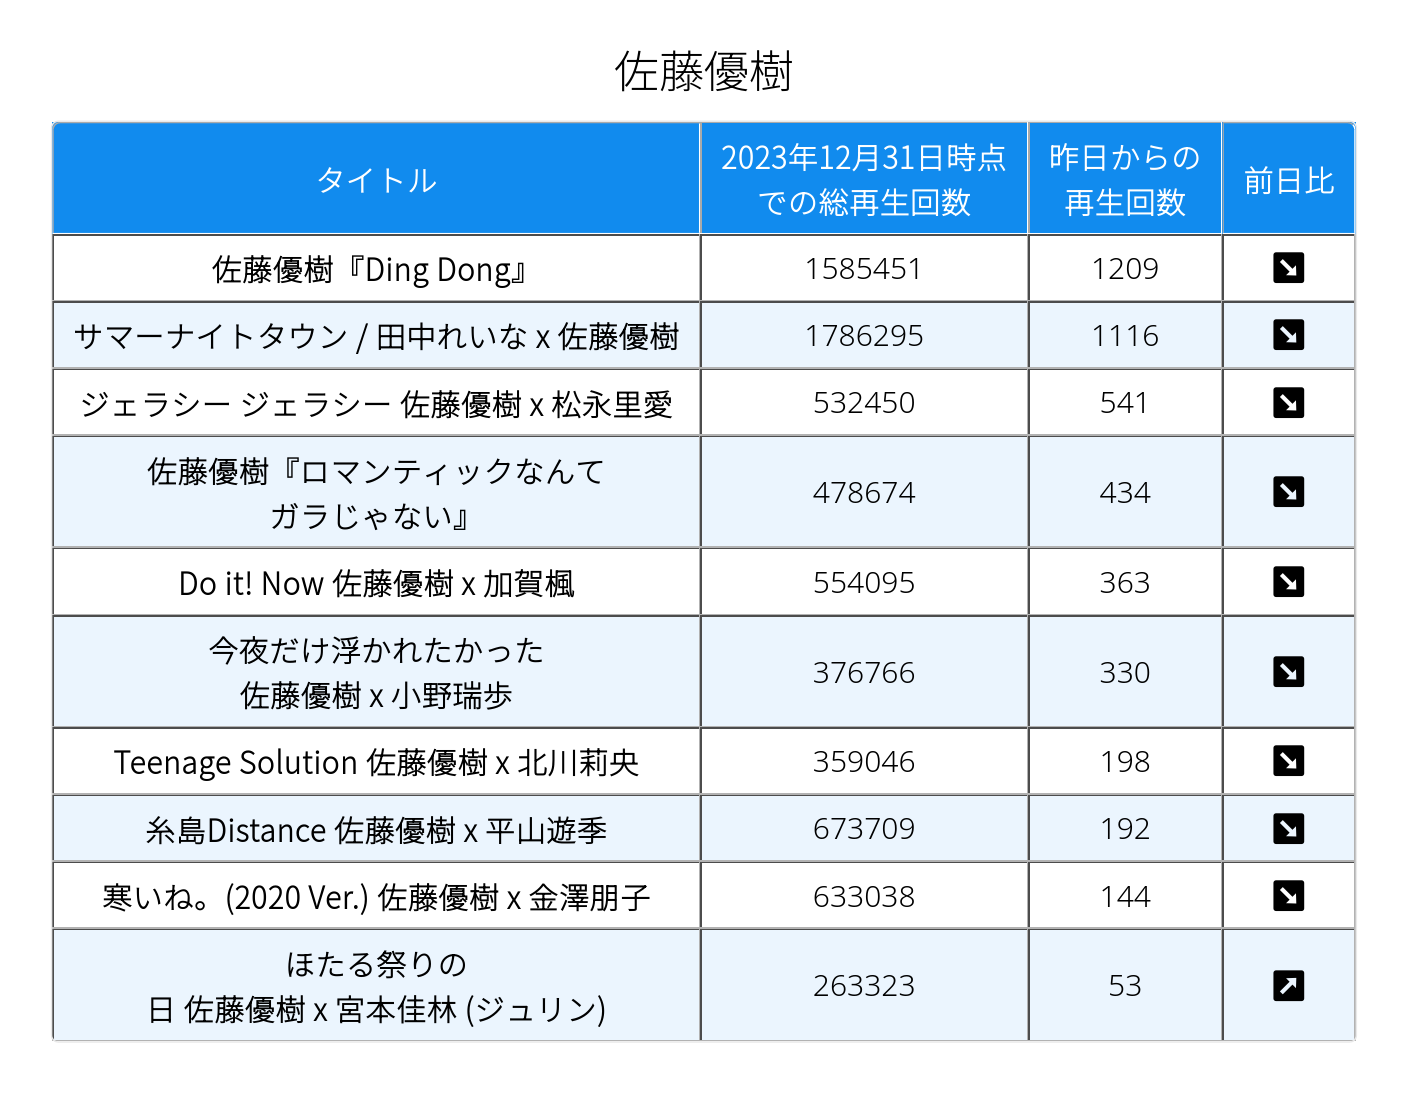 佐藤優樹
タイトル
2023年12月31日時点
での総再生回数
昨日からの
再生回数
前日比
佐藤優樹『Ding Dong』
1585451
1209
サマーナイトタウン / 田中れいな x 佐藤優樹
1786295
1116
ジェラシー ジェラシー 佐藤優樹 x 松永里愛
532450
541
佐藤優樹『ロマンティックなんて
ガラじゃない』
478674
434
Do it! Now 佐藤優樹 x 加賀楓
554095
363
今夜だけ浮かれたかった
佐藤優樹 x 小野瑞歩
376766
330
Teenage Solution 佐藤優樹 x 北川莉央
359046
198
糸島Distance 佐藤優樹 x 平山遊季
673709
192
寒いね。(2020 Ver.) 佐藤優樹 x 金澤朋子
633038
144
ほたる祭りの
日 佐藤優樹 x 宮本佳林 (ジュリン)
263323
53